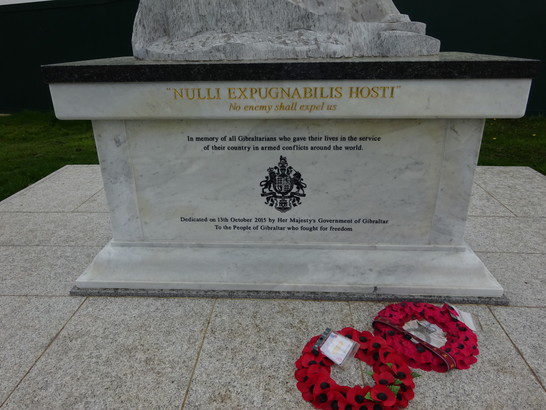 "NULLI EXPUGNABILIS HOSTI"
No enemy shall expel us
In memory of all Gibraltarians who gave their lives in the service
of their country in armed conflicts around the world.
Dedicated on 13th October 2015 by Her Majesty's Government of Gibraltar
To the People of Gibraltar who fought for freedom